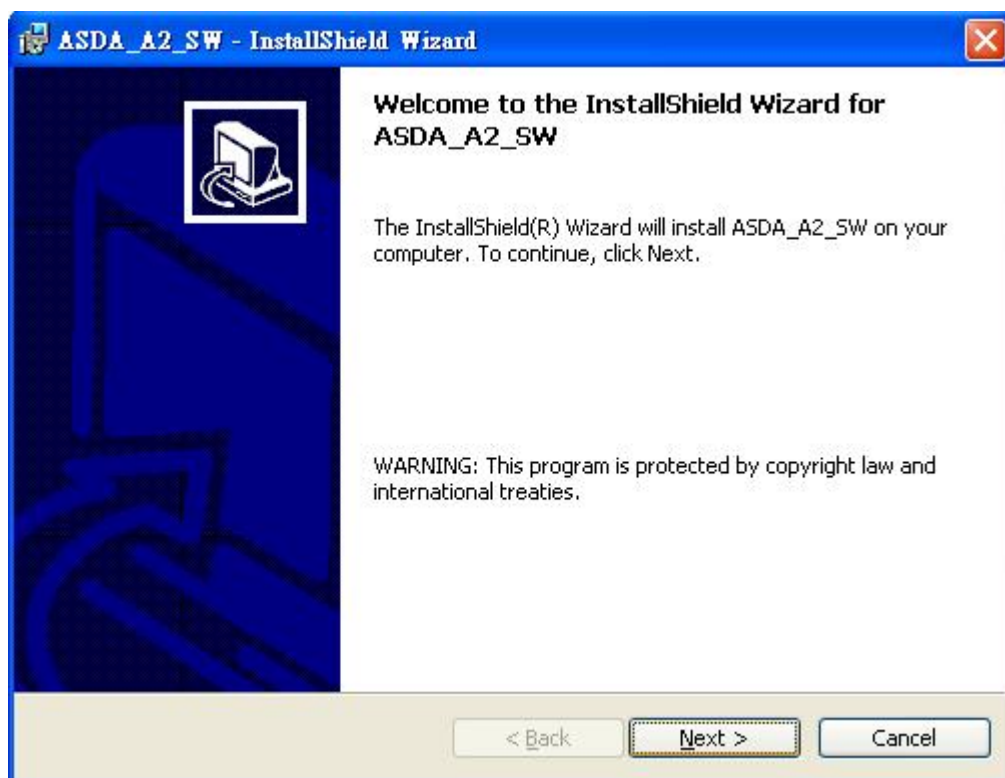 ASDA_A2_SW - InstallShield Wizard
Welcome to the InstallShield Wizard for
ASDA_A2_SW
The InstallShield(R) Wizard will install ASDA_A2_SW on your
computer. To continue, click Next.
WARNING: This program is protected by copyright law and
international treaties.
< Back
Next >
Cancel